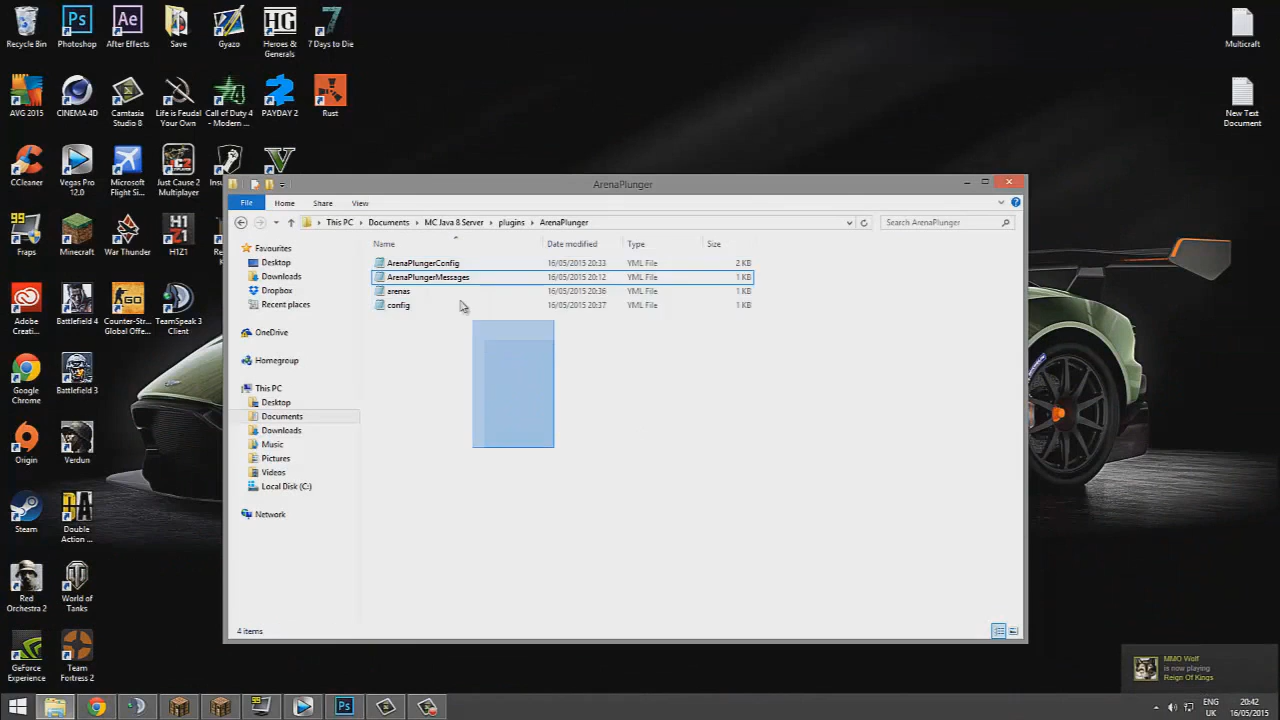 Recycle Bin
Photoshop
After Effects
Save
Gyazo
Heroes &
Generals
7 Days to Die
Multicraft
AVG 2015
CINEMA 4D
Camtasia
Studio 8
Life is Feudal
Your Own
Call of Duty 4
- Modern ...
PAYDAY 2
Rust
New Text
Document
CCleaner
Vegas Pro
12.0
Microsoft
Flight Si...
Just Cause 2
Multiplayer
ArenaPlunger
File
Home
Share
View
This PC
Documents
MC Java 8 Server
plugins
ArenaPlunger
Search ArenaPlunger
Name
Date modified
Type
Size
Favourites
Desktop
Downloads
Dropbox
Recent places
OneDrive
Homegroup
This PC
Desktop
Documents
Downloads
Music
Pictures
Videos
Local Disk (C:)
Network
ArenaPlungerConfig 16/05/2015 20:33 YML File 2 KB
ArenaPlungerMessages 16/05/2015 20:12 YML File 1 KB
arenas 16/05/2015 20:36 YML File 1 KB
config 16/05/2015 20:37 YML File 1 KB
4 items
Fraps
Minecraft
War Thunder
H1Z1
H1Z1
Adobe
Creati...
Battlefield 4
Counter-Str...
Global Offe...
TeamSpeak 3
Client
Google
Chrome
Battlefield 3
Origin
Verdun
Steam
Double
Action ...
Red
Orchestra 2
World of
Tanks
GeForce
Experience
Team
Fortress 2
MMO Wolf
is now playing
Reign Of Kings
ENG
UK
20:42
16/05/2015